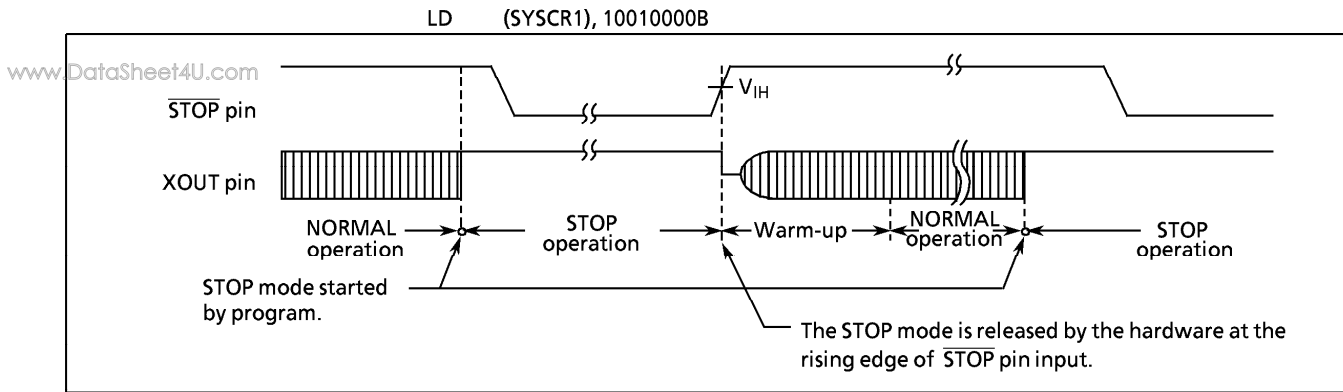 LD (SYSCR1), 10010000B
www.DataSheet4U.com
STOP pin
VIH
XOUT pin
NORMAL operation
STOP operation
Warm-up
NORMAL operation
STOP operation
STOP mode started
by program.
The STOP mode is released by the hardware at the
rising edge of STOP pin input.